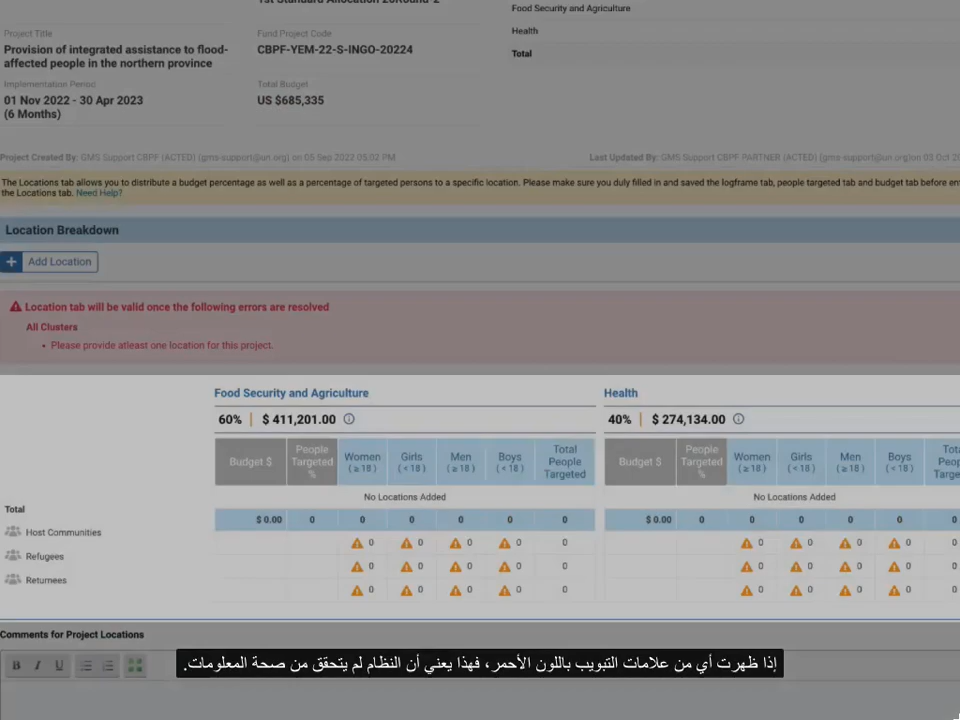 1st Standard Allocation 20Round-2
Food Security and Agriculture
Health
Total
Project Title
Provision of integrated assistance to flood-
affected people in the northern province
Fund Project Code
CBPF-YEM-22-S-INGO-20224
Implementation Period
01 Nov 2022 - 30 Apr 2023
(6 Months)
Total Budget
US $685,335
Project Created By: GMS Support CBPF (ACTED) (gms-support@un.org) on 05 Sep 2022 05:02 PM
Last Updated By: GMS Support CBPF PARTNER (ACTED) (gms-support@un.org)on 03 Oct 20
The Locations tab allows you to distribute a budget percentage as well as a percentage of targeted persons to a specific location. Please make sure you duly filled in and saved the logframe tab, people targeted tab and budget tab before en
the Locations tab. Need Help?
Location Breakdown
+ Add Location
Location tab will be valid once the following errors are resolved
All Clusters
• Please provide atleast one location for this project.
Food Security and Agriculture
60% | $ 411,201.00
Budget $ People Targeted % Women (≥ 18) Girls (< 18) Men (≥ 18) Boys (< 18) Total People Targeted
No Locations Added
Health
40% | $ 274,134.00
Budget $ People Targeted % Women (≥ 18) Girls (< 18) Men (≥ 18) Boys (< 18) Tota Peop Targe
No Locations Added
Total
$ 0.00 0 0 0 0 0 0 $ 0.00 0 0 0 0 0 0
Host Communities 0 0 0 0 0 0 0 0 0 0
Refugees 0 0 0 0 0 0 0 0 0 0
Returnees 0 0 0 0 0 0 0 0 0 0
Comments for Project Locations
B I U
إذا ظهرت أي من علامات التبويب باللون الأحمر، فهذا يعني أن النظام لم يتحقق من صحة المعلومات.